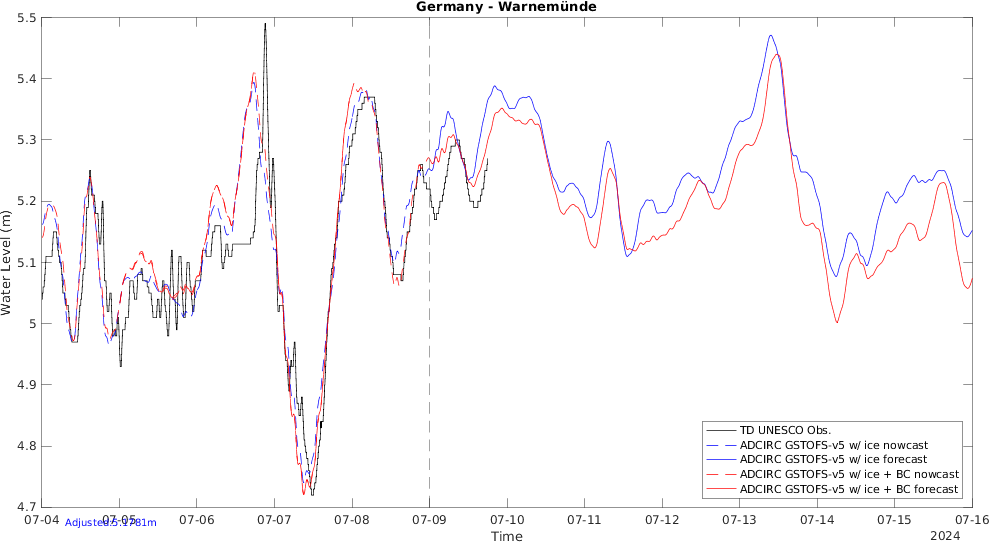 Germany - Warnemünde
5.5
5.4
5.3
5.2
5.1
5
4.9
4.8
4.7
Water Level (m)
TD UNESCO Obs.
ADCIRC GSTOFS-v5 w/ ice nowcast
ADCIRC GSTOFS-v5 w/ ice forecast
ADCIRC GSTOFS-v5 w/ ice + BC nowcast
ADCIRC GSTOFS-v5 w/ ice + BC forecast
07-04 07-05 07-06 07-07 07-08 07-09 07-10 07-11 07-12 07-13 07-14 07-15 07-16
Adjusted:5.1781m
Time
2024